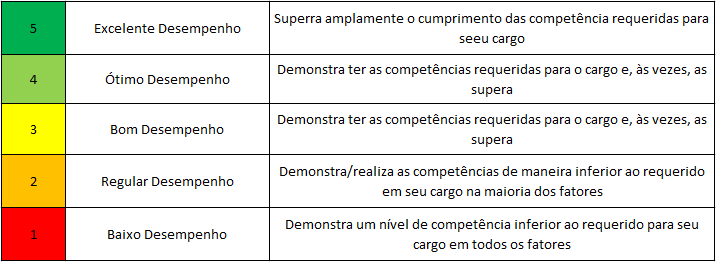 5
Excelente Desempenho
Superra amplamente o cumprimento das competência requeridas para
seeu cargo
4
Ótimo Desempenho
Demonstra ter as competências requeridas para o cargo e, às vezes, as
supera
3
Bom Desempenho
Demonstra ter as competências requeridas para o cargo e, às vezes, as
supera
2
Regular Desempenho
Demonstra/realiza as competências de maneira inferior ao requerido
em seu cargo na maioria dos fatores
1
Baixo Desempenho
Demonstra um nível de competência inferior ao requerido para seu
cargo em todos os fatores